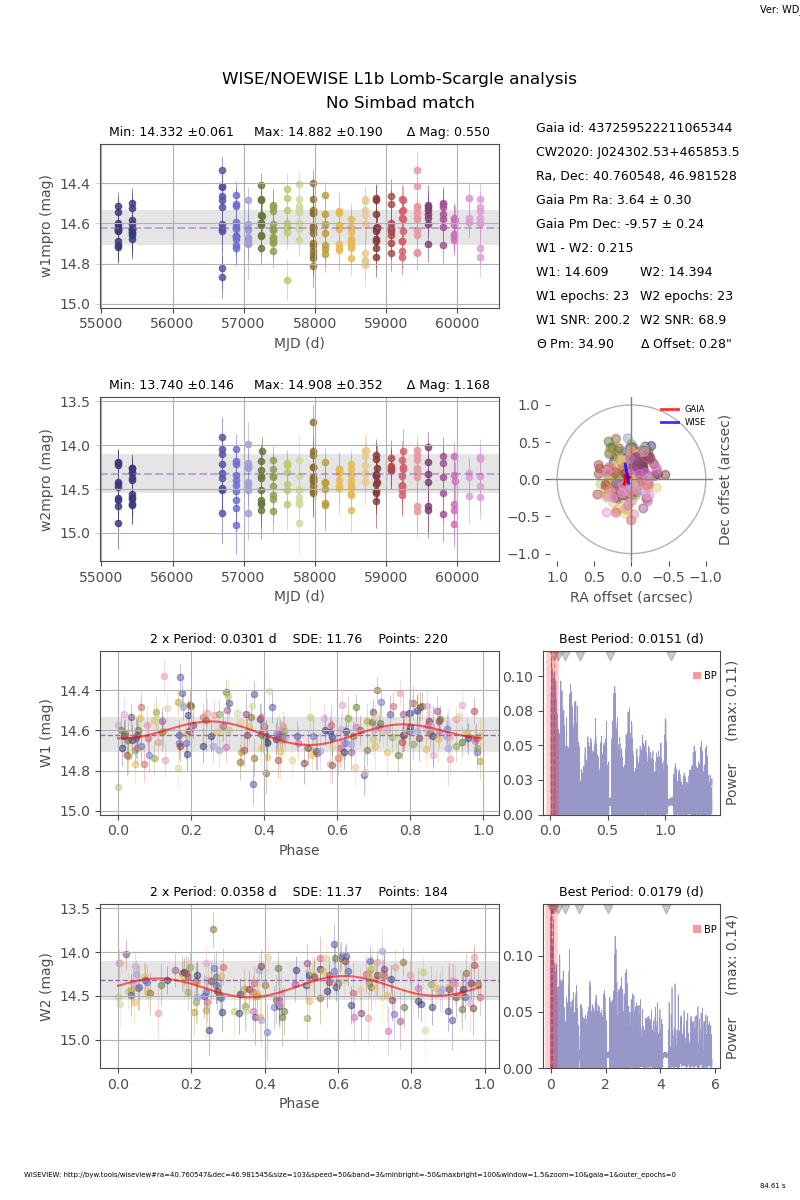 Ver: WD
WISE/NOEWISE L1b Lomb-Scargle analysis
No Simbad match
Min: 14.332 ±0.061 Max: 14.882 ±0.190 Δ Mag: 0.550
14.4
14.6
14.8
15.0
w1mpro (mag)
55000 56000 57000 58000 59000 60000
MJD (d)
Gaia id: 437259522211065344
CW2020: J024302.53+465853.5
Ra, Dec: 40.760548, 46.981528
Gaia Pm Ra: 3.64 ± 0.30
Gaia Pm Dec: -9.57 ± 0.24
W1 - W2: 0.215
W1: 14.609 W2: 14.394
W1 epochs: 23 W2 epochs: 23
W1 SNR: 200.2 W2 SNR: 68.9
Θ Pm: 34.90 Δ Offset: 0.28"
Min: 13.740 ±0.146 Max: 14.908 ±0.352 Δ Mag: 1.168
13.5
14.0
14.5
15.0
w2mpro (mag)
55000 56000 57000 58000 59000 60000
MJD (d)
GAIA
WISE
1.0
0.5
0.0
−0.5
−1.0
Dec offset (arcsec)
1.0 0.5 0.0 −0.5 −1.0
RA offset (arcsec)
2 x Period: 0.0301 d SDE: 11.76 Points: 220
14.4
14.6
14.8
15.0
W1 (mag)
0.0 0.2 0.4 0.6 0.8 1.0
Phase
Best Period: 0.0151 (d)
BP
0.10
0.08
0.05
0.03
0.00
Power (max: 0.11)
0.0 0.5 1.0
2 x Period: 0.0358 d SDE: 11.37 Points: 184
13.5
14.0
14.5
15.0
W2 (mag)
0.0 0.2 0.4 0.6 0.8 1.0
Phase
Best Period: 0.0179 (d)
BP
0.10
0.05
0.00
Power (max: 0.14)
0 2 4 6
WISEVIEW: http://byw.tools/wiseview#ra=40.760547&dec=46.981545&size=103&speed=50&band=3&minbright=-50&maxbright=100&window=1.5&zoom=10&gaia=1&outer_epochs=0
84.61 s